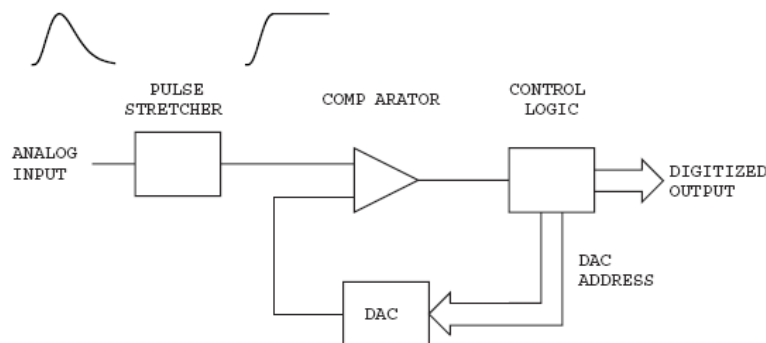 PULSE
STRETCHER
COMP ARATOR
CONTROL
LOGIC
ANALOG
INPUT
DIGITIZED
OUTPUT
DAC
ADDRESS
DAC